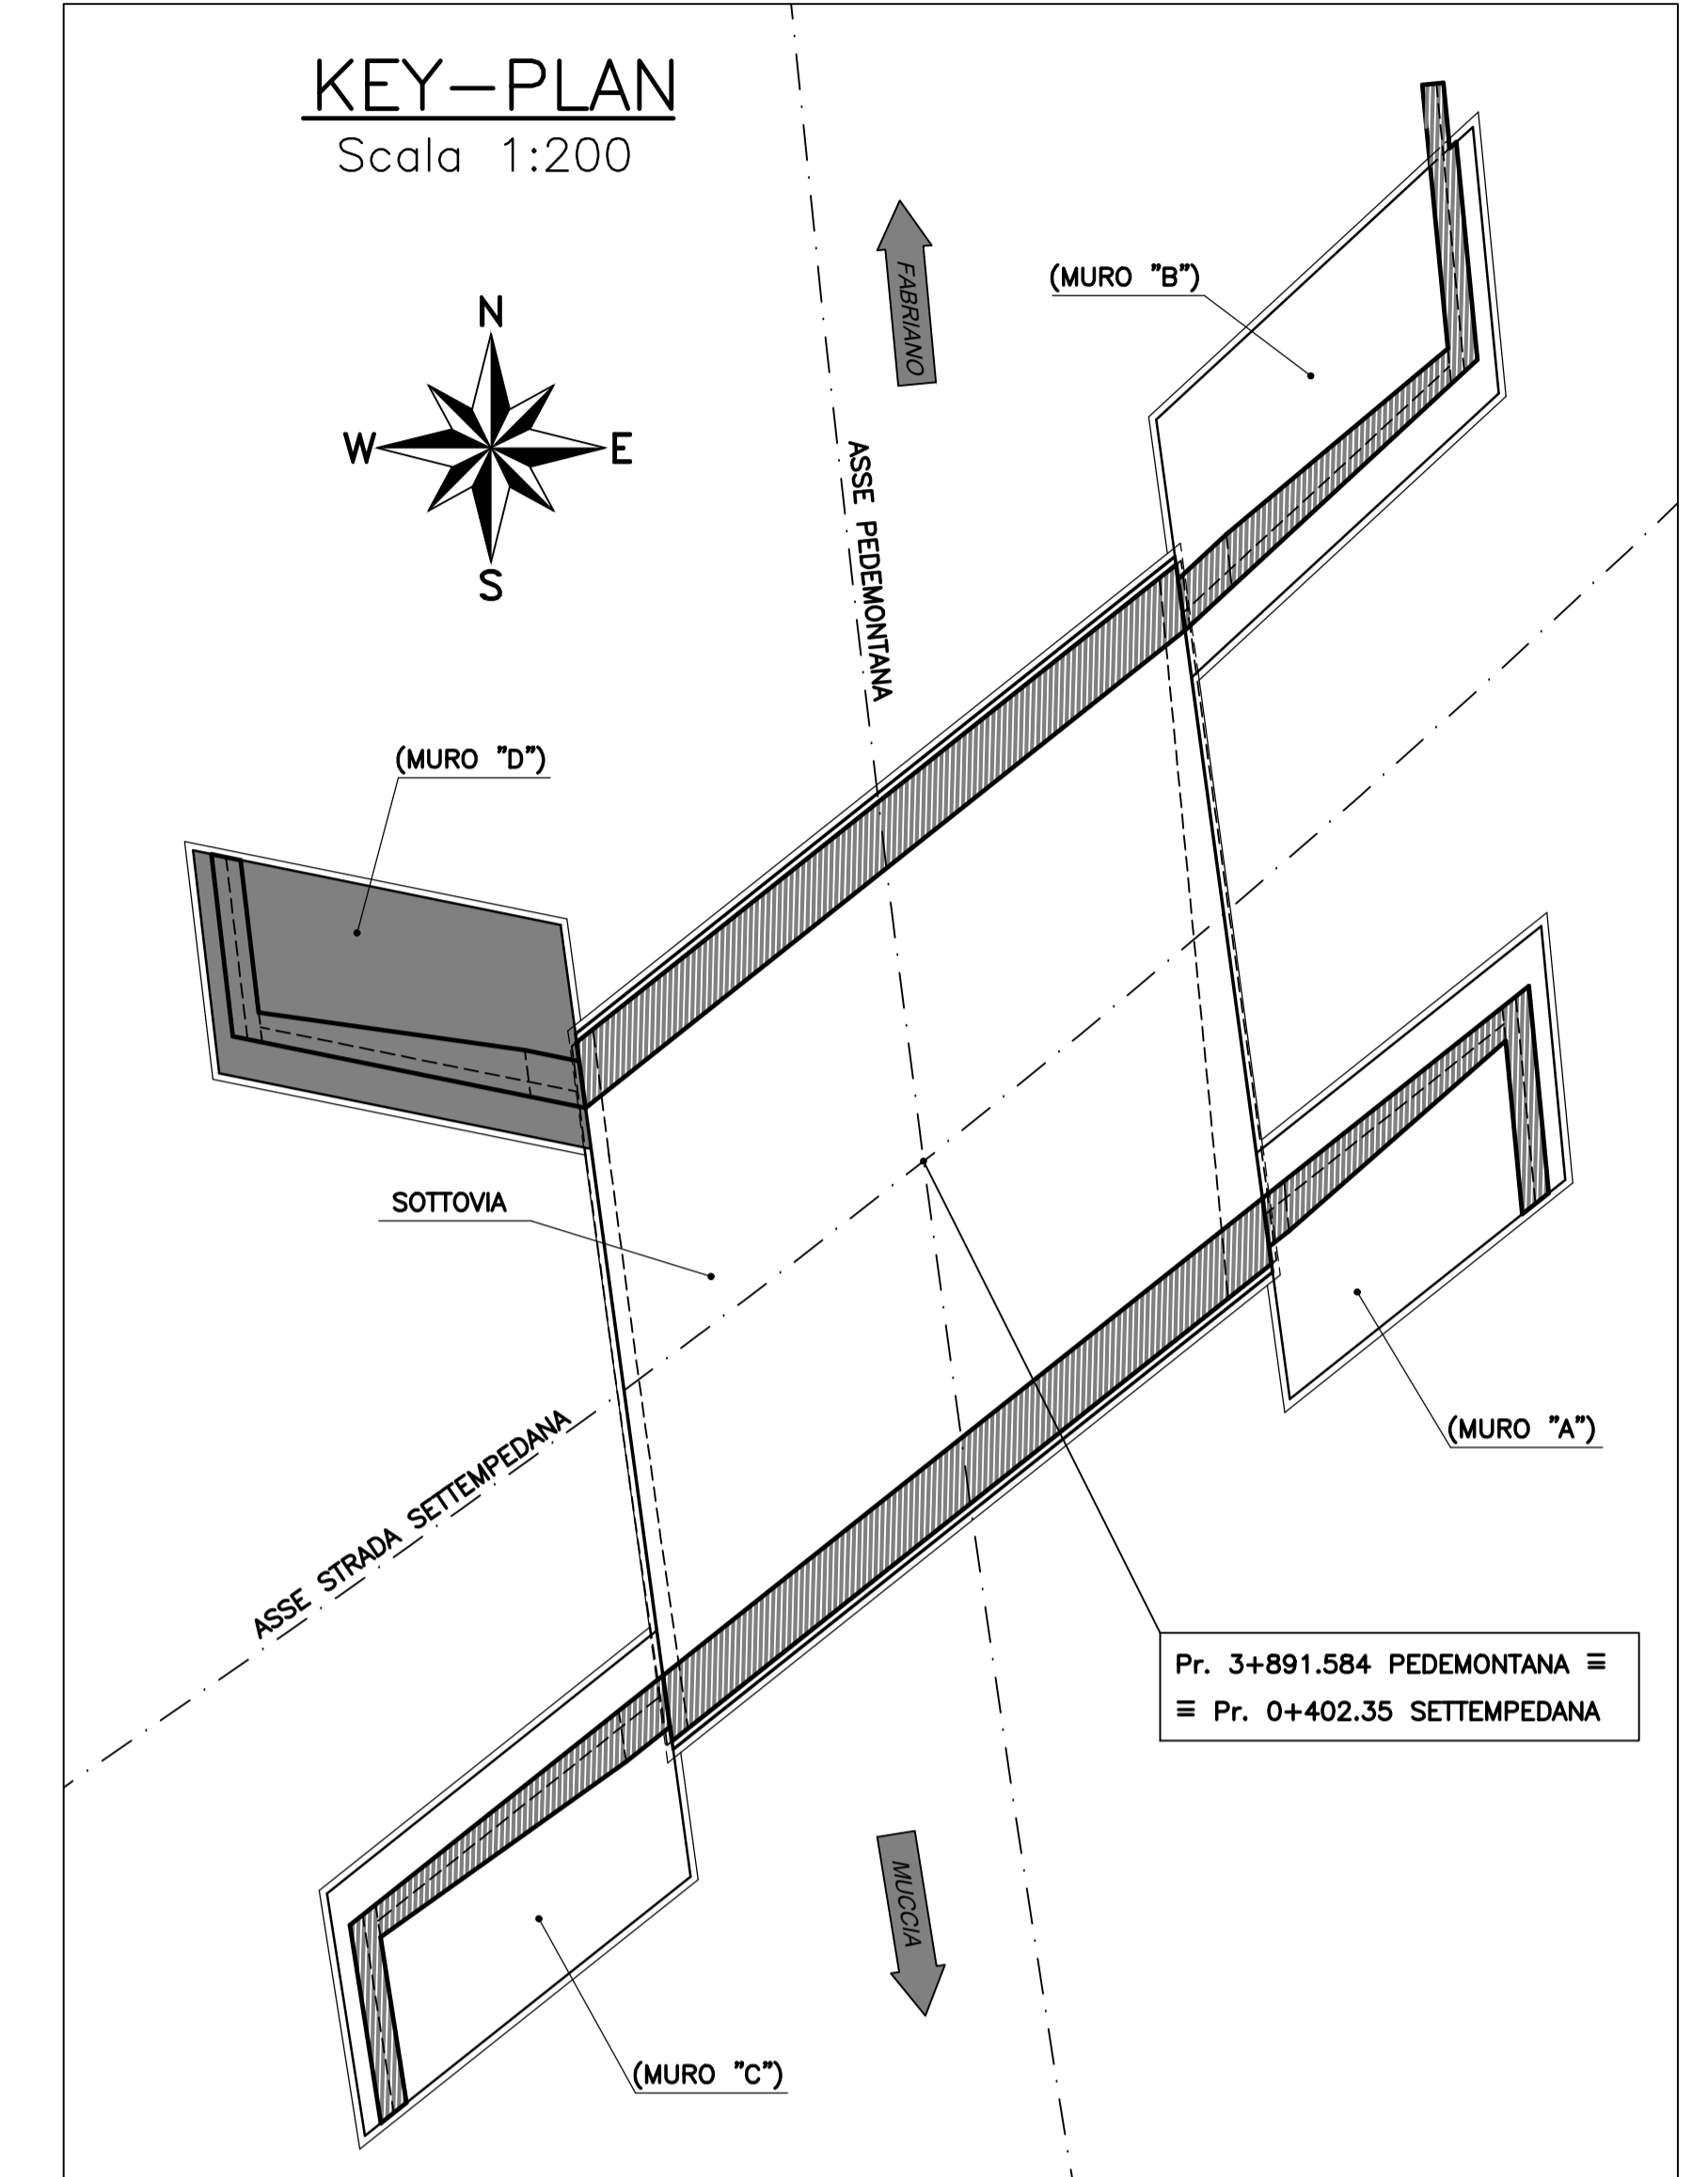 KEY-PLAN
Scala 1:200
N
W
E
S
FABRIANO
(MURO "B")
ASSE PEDEMONTANA
(MURO "D")
SOTTOVIA
(MURO "A")
ASSE STRADA SETTEMPEDANA
Pr. 3+891.584 PEDEMONTANA ≡
≡ Pr. 0+402.35 SETTEMPEDANA
MUCCIA
(MURO "C")